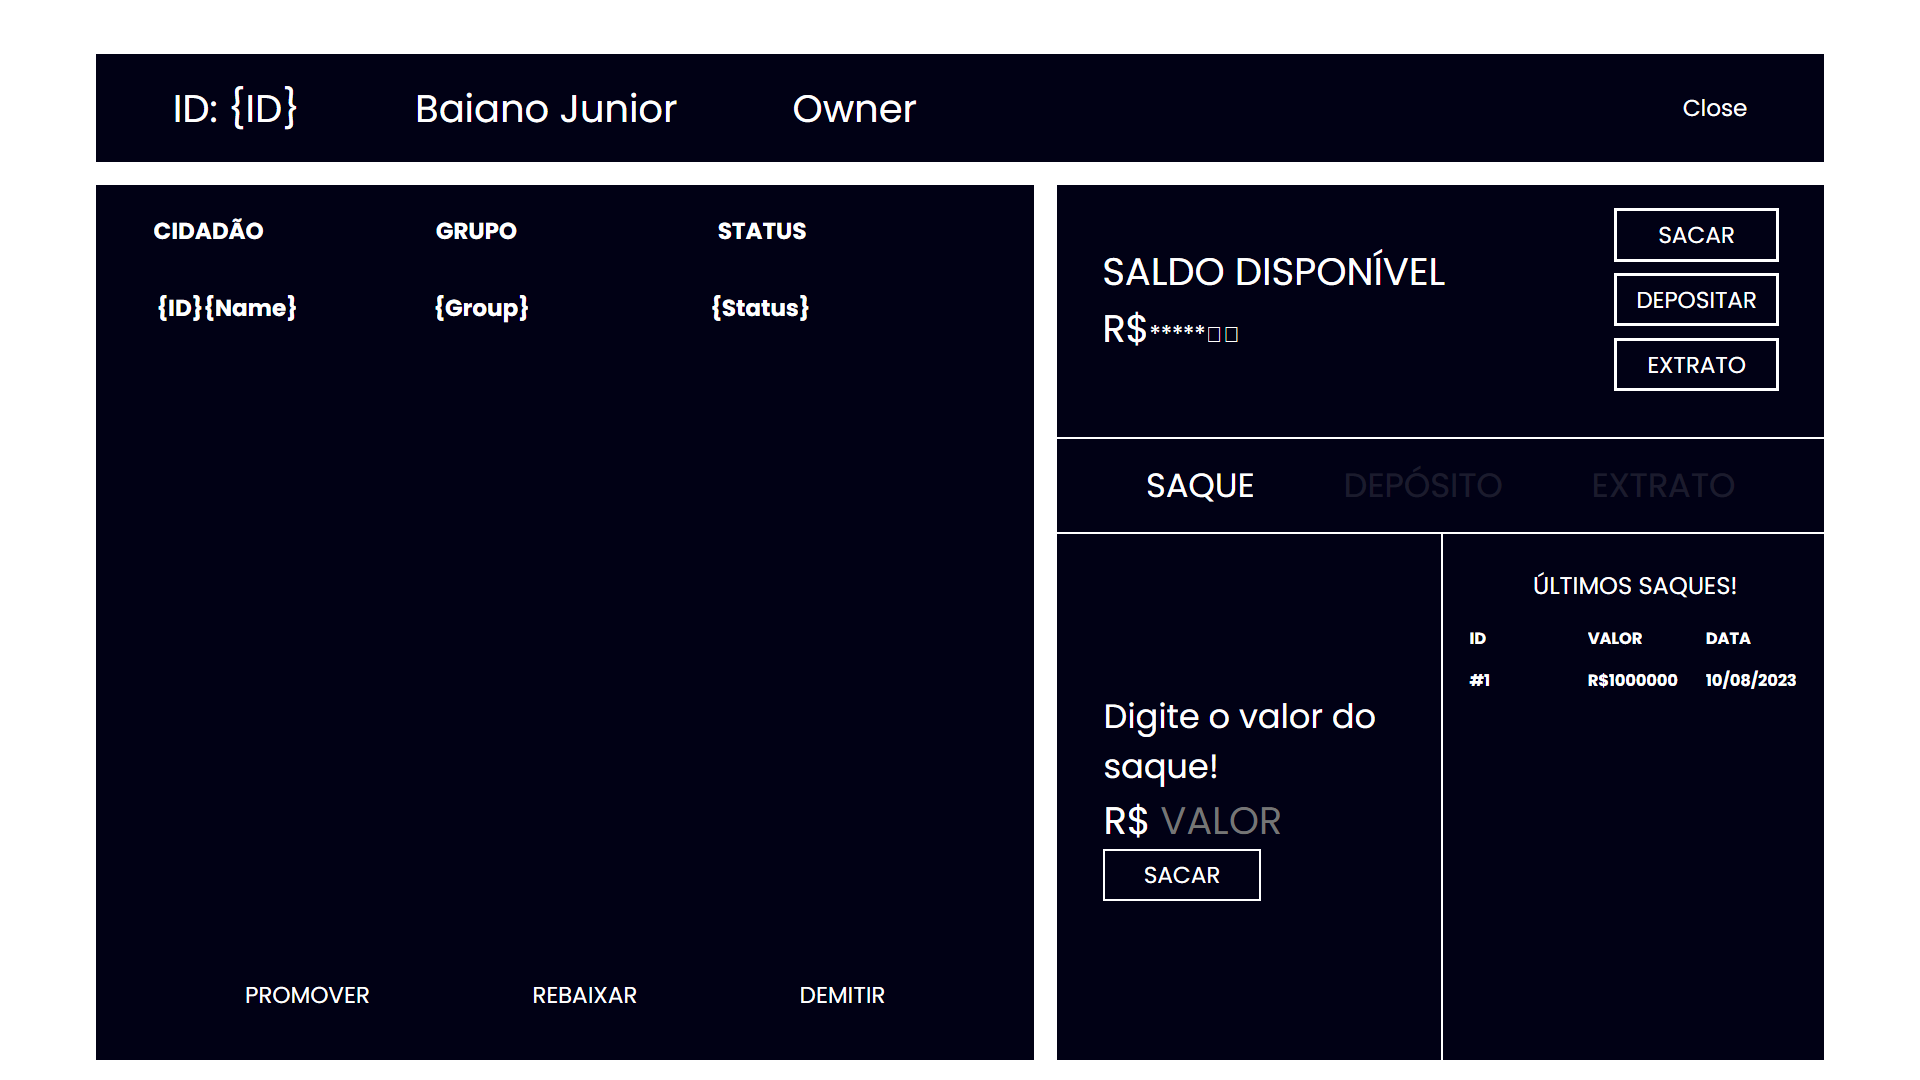 ID: {ID} Baiano Junior Owner Close
CIDADÃO GRUPO STATUS
{ID}{Name} {Group} {Status}
PROMOVER REBAIXAR DEMITIR
SALDO DISPONÍVEL
R$*****
SACAR
DEPOSITAR
EXTRATO
SAQUE DEPÓSITO EXTRATO
Digite o valor do
saque!
R$ VALOR
SACAR
ÚLTIMOS SAQUES!
ID VALOR DATA
#1 R$1000000 10/08/2023